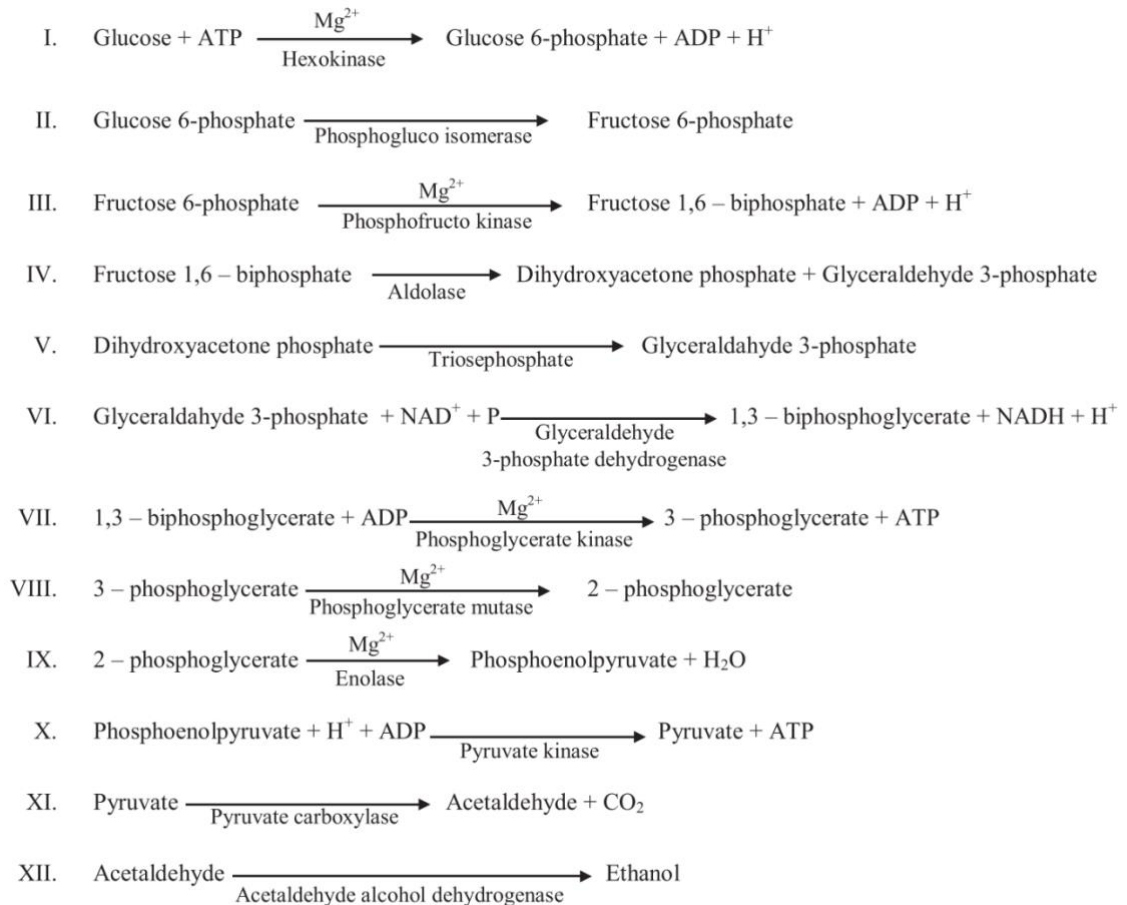 Mg²⁺
I. Glucose + ATP Glucose 6-phosphate + ADP + H⁺
Hexokinase
II. Glucose 6-phosphate Fructose 6-phosphate
Phosphogluco isomerase
Mg²⁺
III. Fructose 6-phosphate Fructose 1,6 – biphosphate + ADP + H⁺
Phosphofructo kinase
IV. Fructose 1,6 – biphosphate Dihydroxyacetone phosphate + Glyceraldehyde 3-phosphate
Aldolase
V. Dihydroxyacetone phosphate Glyceraldahyde 3-phosphate
Triosephosphate
VI. Glyceraldahyde 3-phosphate + NAD⁺ + P 1,3 – biphosphoglycerate + NADH + H⁺
Glyceraldehyde
3-phosphate dehydrogenase
Mg²⁺
VII. 1,3 – biphosphoglycerate + ADP 3 – phosphoglycerate + ATP
Phosphoglycerate kinase
Mg²⁺
VIII. 3 – phosphoglycerate 2 – phosphoglycerate
Phosphoglycerate mutase
Mg²⁺
IX. 2 – phosphoglycerate Phosphoenolpyruvate + H₂O
Enolase
X. Phosphoenolpyruvate + H⁺ + ADP Pyruvate + ATP
Pyruvate kinase
XI. Pyruvate Acetaldehyde + CO₂
Pyruvate carboxylase
XII. Acetaldehyde Ethanol
Acetaldehyde alcohol dehydrogenase